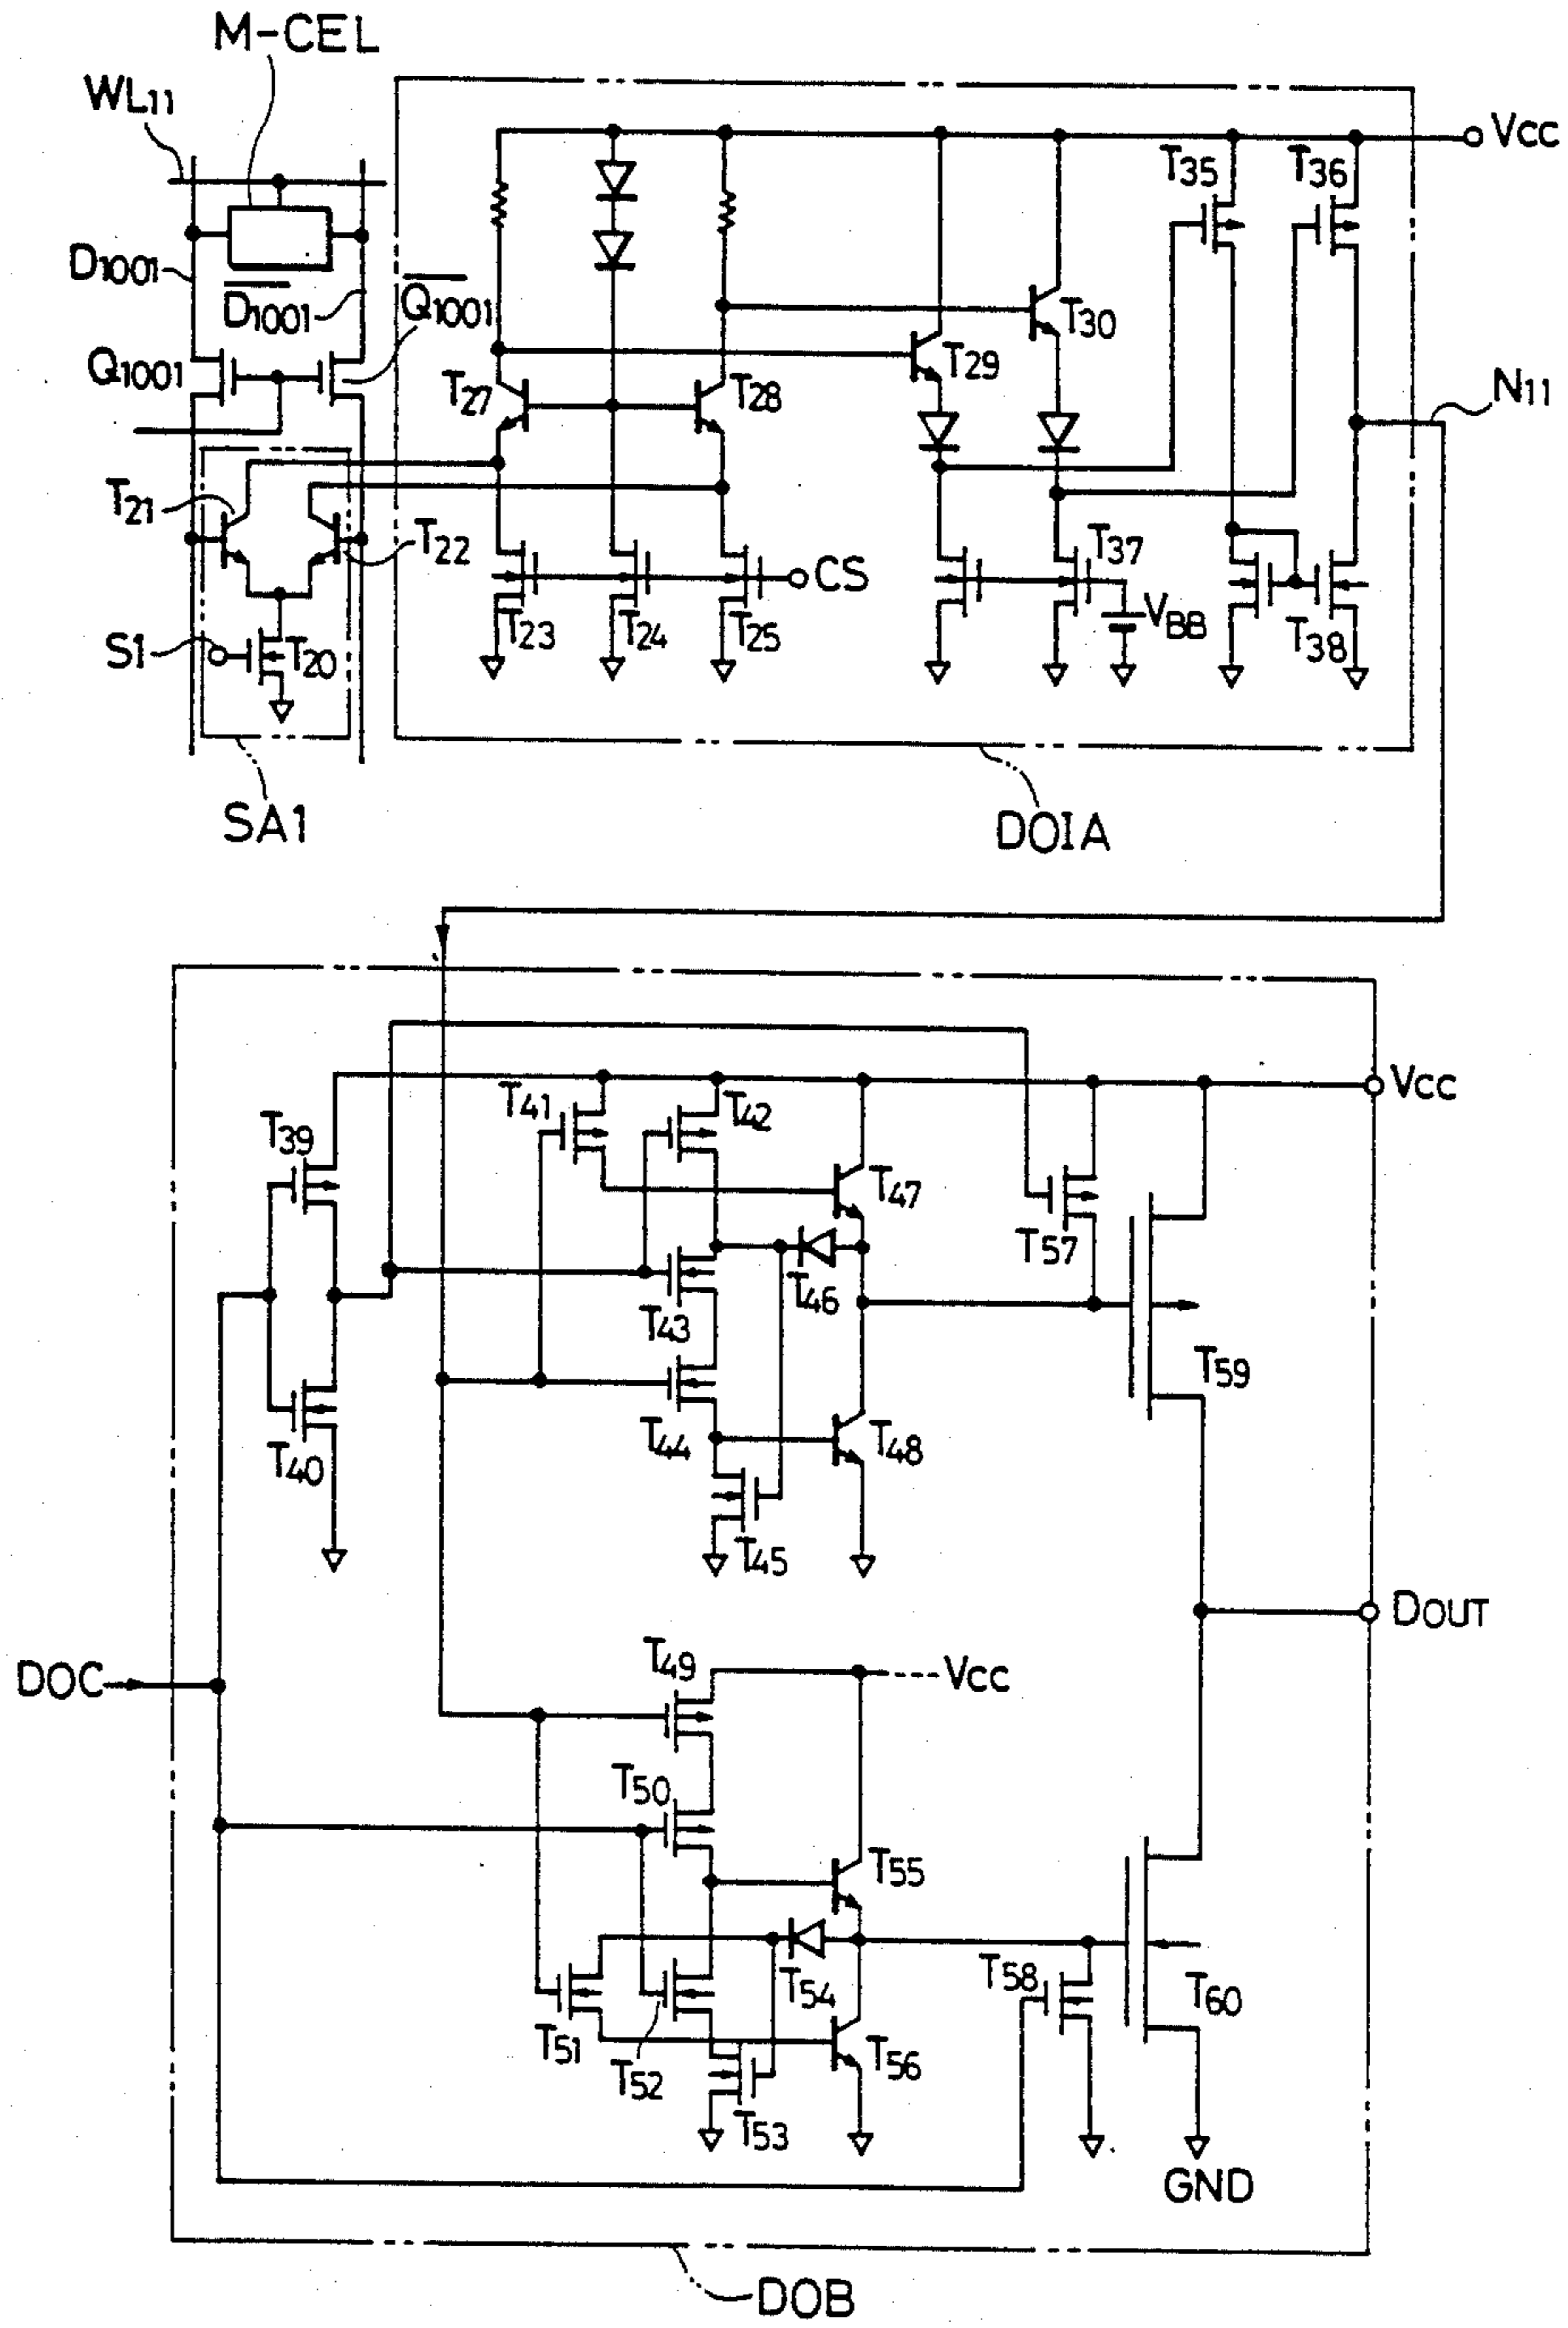 M-CEL
WL11
VCC
T35
T36
D1001
D1001
Q1001
Q1001
T30
T29
N11
T27
T28
T21
T22
T37
CS
S1
T20
T23
T24
T25
VBB
T38
SA1
DOIA
VCC
T41
T42
T39
T47
T57
T46
T43
T59
T44
T48
T40
T45
DOUT
T49
VCC
DOC
T50
T55
T58
T54
T60
T51
T52
T56
T53
GND
DOB